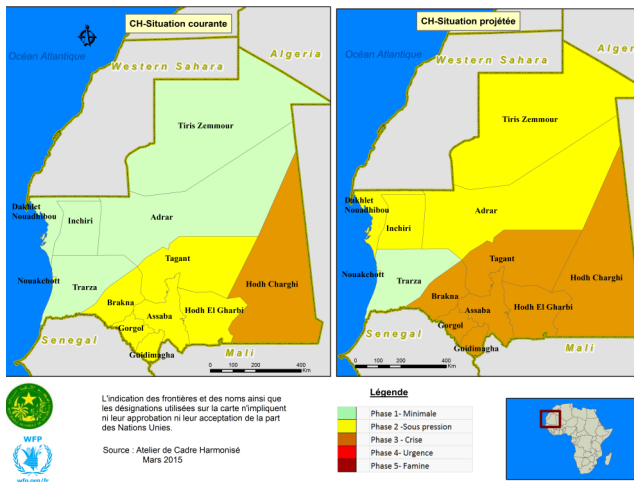 CH-Situation courante
Océan Atlantique
Algeria
Western Sahara
Tiris Zemmour
Dakhlet
Nouadhibou
Inchiri
Adrar
Tagant
Nouakchott
Trarza
Hodh Charghi
Brakna
Assaba
Hodh El Gharbi
Gorgol
Guidimagha
Senegal
Mali
0 100 200 400
Km
CH-Situation projétée
Océan Atlantique
Alger
Western Sahara
Tiris Zemmour
Dakhlet
Nouadhibou
Inchiri
Adrar
Tagant
Nouakchott
Trarza
Hodh Charghi
Brakna
Assaba
Hodh El Gharbi
Gorgol
Guidimagha
Senegal
Mali
0 100 200 400
Km
L'indication des frontières et des noms ainsi que
les désignations utilisées sur la carte n'impliquent
ni leur approbation ni leur acceptation de la part
des Nations Unies.
Source : Atelier de Cadre Harmonisé
Mars 2015
WFP
wfp.org/fr
Légende
Phase 1- Minimale
Phase 2 -Sous pression
Phase 3 - Crise
Phase 4- Urgence
Phase 5- Famine